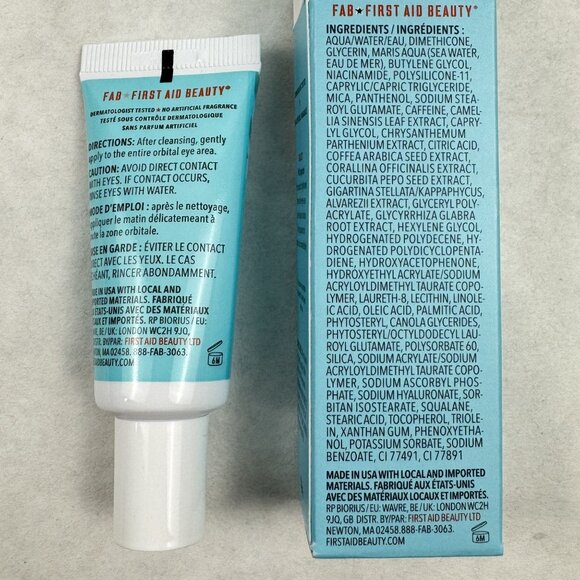 FAB★FIRST AID BEAUTY®
DERMATOLOGIST TESTED ★ NO ARTIFICIAL FRAGRANCE
TESTÉ SOUS CONTRÔLE DERMATOLOGIQUE
SANS PARFUM ARTIFICIEL
DIRECTIONS: After cleansing, gently
apply to the entire orbital eye area.
CAUTION: AVOID DIRECT CONTACT
WITH EYES. IF CONTACT OCCURS,
RINSE EYES WITH WATER.
MODE D'EMPLOI : après le nettoyage,
appliquer le matin délicatement à
toute la zone orbitale.
MISE EN GARDE : ÉVITER LE CONTACT
DIRECT AVEC LES YEUX. LE CAS
ÉCHÉANT, RINCER ABONDAMMENT.
MADE IN USA WITH LOCAL AND
IMPORTED MATERIALS. FABRIQUÉ
AUX ÉTATS-UNIS AVEC DES MATÉRIAUX
LOCAUX ET IMPORTÉS. RP BIORIUS/EU:
WAVRE, BE/UK: LONDON WC2H 9JQ,
GB DISTR. BY/PAR: FIRST AID BEAUTY LTD
NEWTON, MA 02458. 888-FAB-3063.
FIRSTAIDBEAUTY.COM
6M
FAB★FIRST AID BEAUTY®
INGREDIENTS / INGRÉDIENTS :
AQUA/WATER/EAU, DIMETHICONE,
GLYCERIN, MARIS AQUA (SEA WATER,
EAU DE MER), BUTYLENE GLYCOL,
NIACINAMIDE, POLYSILICONE-11,
CAPRYLIC/CAPRIC TRIGLYCERIDE,
MICA, PANTHENOL, SODIUM STEA-
ROYL GLUTAMATE, CAFFEINE, CAMEL-
LIA SINENSIS LEAF EXTRACT, CAPRY-
LYL GLYCOL, CHRYSANTHEMUM
PARTHENIUM EXTRACT, CITRIC ACID,
COFFEA ARABICA SEED EXTRACT,
CORALLINA OFFICINALIS EXTRACT,
CUCURBITA PEPO SEED EXTRACT,
GIGARTINA STELLATA/KAPPAPHYCUS,
ALVAREZII EXTRACT, GLYCERYL POLY-
ACRYLATE, GLYCYRRHIZA GLABRA
ROOT EXTRACT, HEXYLENE GLYCOL,
HYDROGENATED POLYDECENE, HY-
DROGENATED POLYDICYCLOPENTA-
DIENE, HYDROXYACETOPHENONE,
HYDROXYETHYL ACRYLATE/SODIUM
ACRYLOYLDIMETHYL TAURATE COPO-
LYMER, LAURETH-8, LECITHIN, LINOLE-
IC ACID, OLEIC ACID, PALMITIC ACID,
PHYTOSTERYL, CANOLA GLYCERIDES,
PHYTOSTERYL/OCTYLDODECYL LAU-
ROYL GLUTAMATE, POLYSORBATE 60,
SILICA, SODIUM ACRYLATE/SODIUM
ACRYLOYLDIMETHYL TAURATE COPO-
LYMER, SODIUM ASCORBYL PHOS-
PHATE, SODIUM HYALURONATE, SOR-
BITAN ISOSTEARATE, SQUALANE,
STEARIC ACID, TOCOPHEROL, TRIOLE-
IN, XANTHAN GUM, PHENOXYETHA-
NOL, POTASSIUM SORBATE, SODIUM
BENZOATE, CI 77491, CI 77891
MADE IN USA WITH LOCAL AND IMPORTED
MATERIALS. FABRIQUÉ AUX ÉTATS-UNIS
AVEC DES MATÉRIAUX LOCAUX ET IMPORTÉS.
RP BIORIUS/EU: WAVRE, BE/UK: LONDON WC2H
9JQ, GB DISTR. BY/PAR: FIRST AID BEAUTY LTD
NEWTON, MA 02458. 888-FAB-3063.
FIRSTAIDBEAUTY.COM
6M